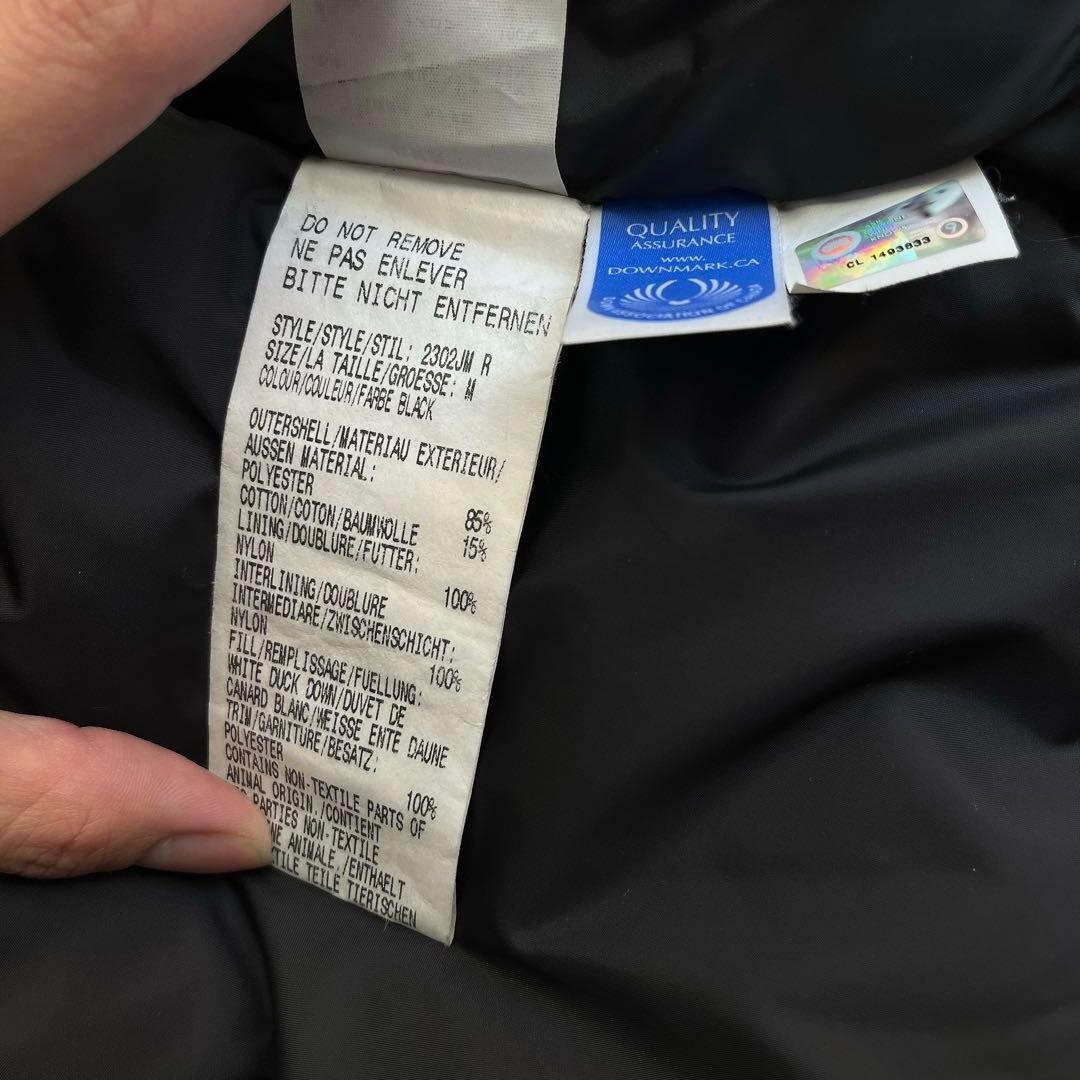 DO NOT REMOVE
NE PAS ENLEVER
BITTE NICHT ENTFERNEN
STYLE/STYLE/STIL: 2302JM R
SIZE/LA TAILLE/GROESSE: M
COLOUR/COULEUR/FARBE BLACK
OUTERSHELL/MATERIAU EXTERIEUR/
AUSSEN MATERIAL:
POLYESTER 85%
COTTON/COTON/BAUMWOLLE 15%
LINING/DOUBLURE/FUTTER:
NYLON 100%
INTERLINING/DOUBLURE
INTERMEDIARE/ZWISCHENSCHICHT:
NYLON 100%
FILL/REMPLISSAGE/FUELLUNG:
WHITE DUCK DOWN/DUVET DE
CANARD BLANC/WEISSE ENTE DAUNE
TRIM/GARNITURE/BESATZ:
POLYESTER 100%
CONTAINS NON-TEXTILE PARTS OF
ANIMAL ORIGIN./CONTIENT
PARTIES NON-TEXTILE
ANIMALE./ENTHAELT
TEILE TIERISCHEN
QUALITY
ASSURANCE
WWW.
DOWNMARK.CA
CL 1493833